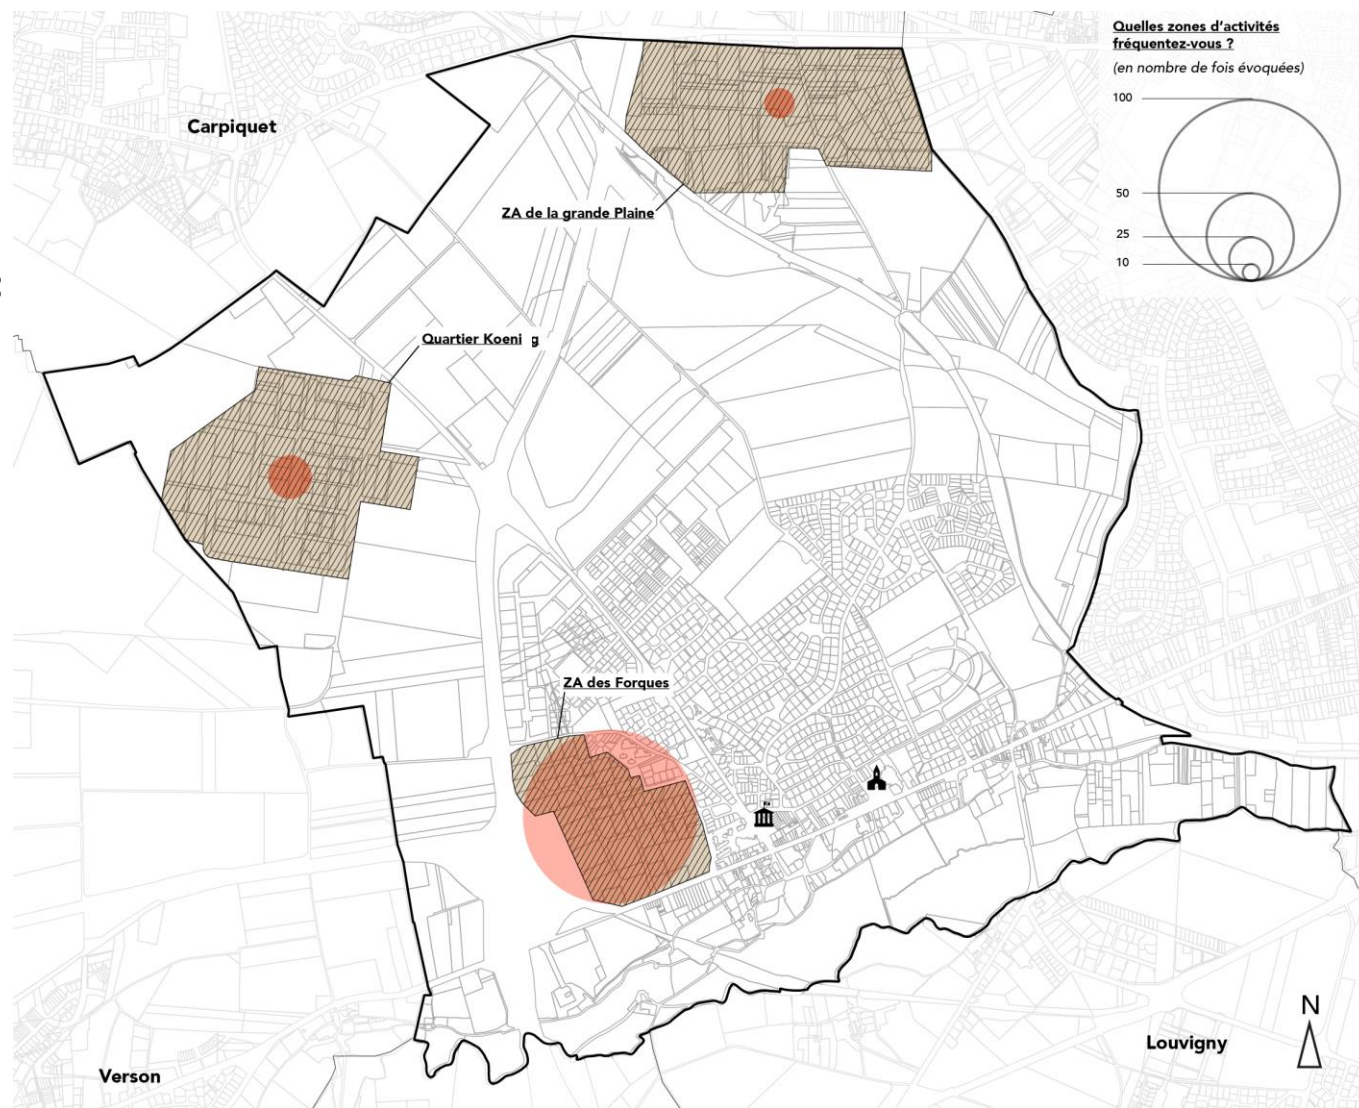 Quelles zones d'activités
fréquentez-vous ?
(en nombre de fois évoquées)
100
50
25
10
Carpiquet
ZA de la grande Plaine
Quartier Koeni g
ZA des Forques
N
Louvigny
Verson